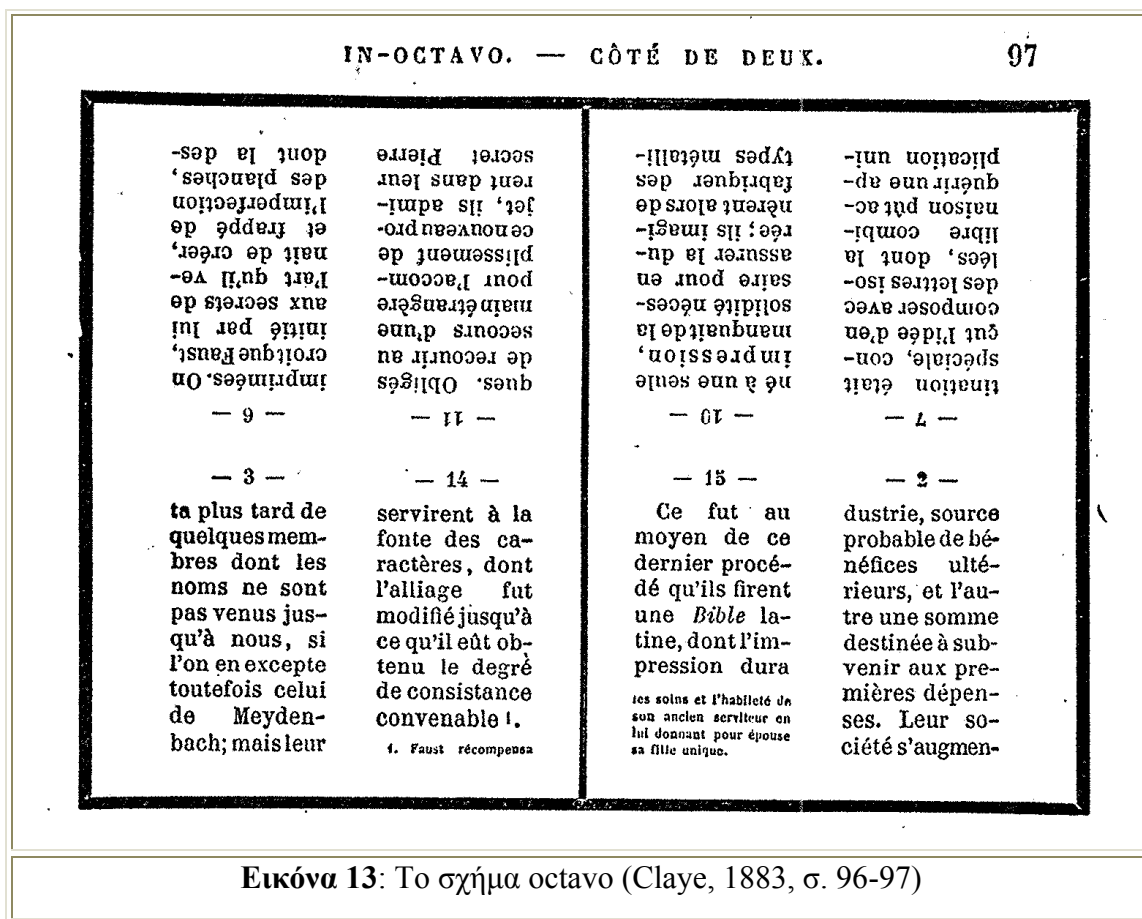 IN-OCTAVO. — CÔTÉ DE DEUX.
97
— 6 —
imprimées. On
croit que Faust,
initié par lui
aux secrets de
l'art qu'il ve-
nait de créer,
et frappé de
l'imperfection
des planches,
dont la des-
— 11 —
ques. Obligés
de recourir au
secours d'une
main étrangère
pour l'accom-
plissement de
ce nouveau pro-
jet, ils admi-
rent dans leur
secret Pierre
— 10 —
né à une seule
impression,
manquait de la
solidité néces-
saire pour en
assurer la du-
rée; ils imagi-
nèrent alors de
fabriquer des
types métalli-
— 7 —
tination était
spéciale, con-
çut l'idée d'en
composer avec
des lettres iso-
lées, dont la
libre combi-
naison pût ac-
quérir une ap-
plication uni-
— 3 —
ta plus tard de
quelques mem-
bres dont les
noms ne sont
pas venus jus-
qu'à nous, si
l'on en excepte
toutefois celui
de Meyden-
bach; mais leur
— 14 —
servirent à la
fonte des ca-
ractères, dont
l'alliage fut
modifié jusqu'à
ce qu'il eût ob-
tenu le degré
de consistance
convenable 1.
1. Faust récompensa
— 15 —
Ce fut au
moyen de ce
dernier procé-
dé qu'ils firent
une Bible la-
tine, dont l'im-
pression dura
les soins et l'habileté de
son ancien serviteur en
lui donnant pour épouse
sa fille unique.
— 2 —
dustrie, source
probable de bé-
néfices ulté-
rieurs, et l'au-
tre une somme
destinée à sub-
venir aux pre-
mières dépen-
ses. Leur so-
ciété s'augmen-
Εικόνα 13: Το σχήμα octavo (Claye, 1883, σ. 96-97)